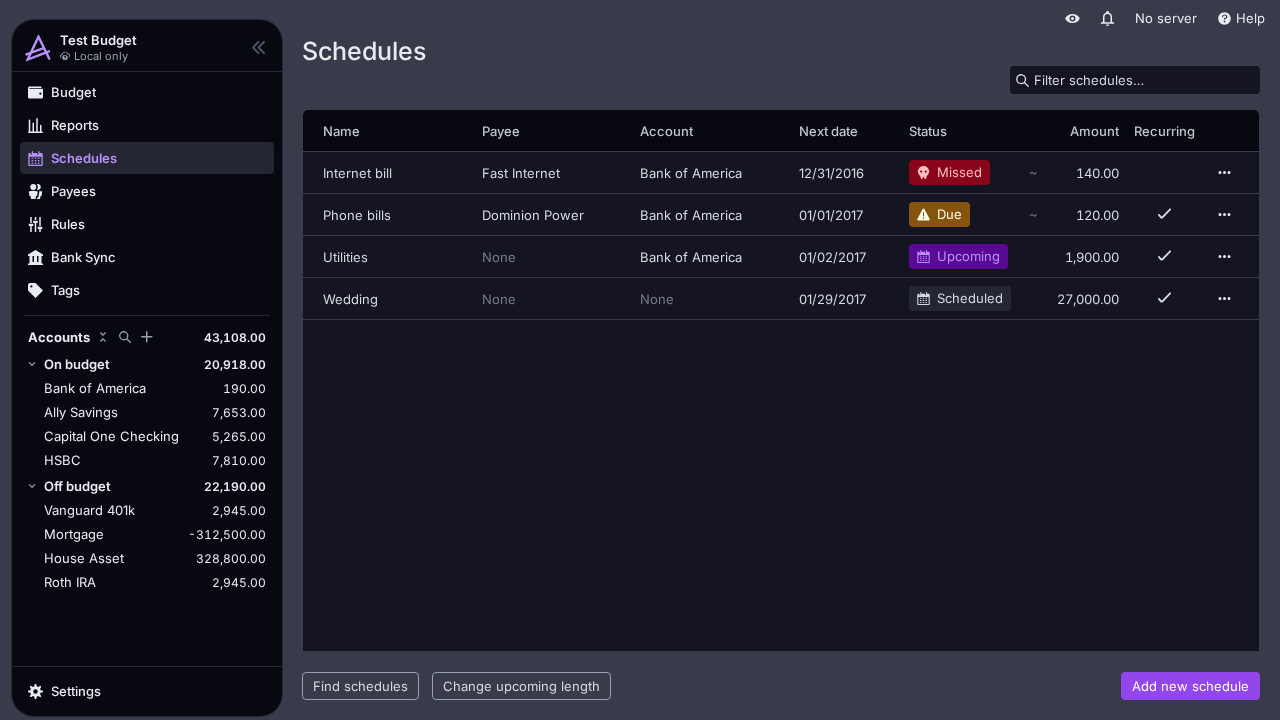 Test Budget
Local only
Budget
Reports
Schedules
Payees
Rules
Bank Sync
Tags
Accounts 43,108.00
On budget 20,918.00
Bank of America 190.00
Ally Savings 7,653.00
Capital One Checking 5,265.00
HSBC 7,810.00
Off budget 22,190.00
Vanguard 401k 2,945.00
Mortgage -312,500.00
House Asset 328,800.00
Roth IRA 2,945.00
Settings
No server Help
Schedules
Filter schedules...
Name Payee Account Next date Status Amount Recurring
Internet bill Fast Internet Bank of America 12/31/2016 Missed ~ 140.00
Phone bills Dominion Power Bank of America 01/01/2017 Due ~ 120.00
Utilities None Bank of America 01/02/2017 Upcoming 1,900.00
Wedding None None 01/29/2017 Scheduled 27,000.00
Find schedules Change upcoming length Add new schedule